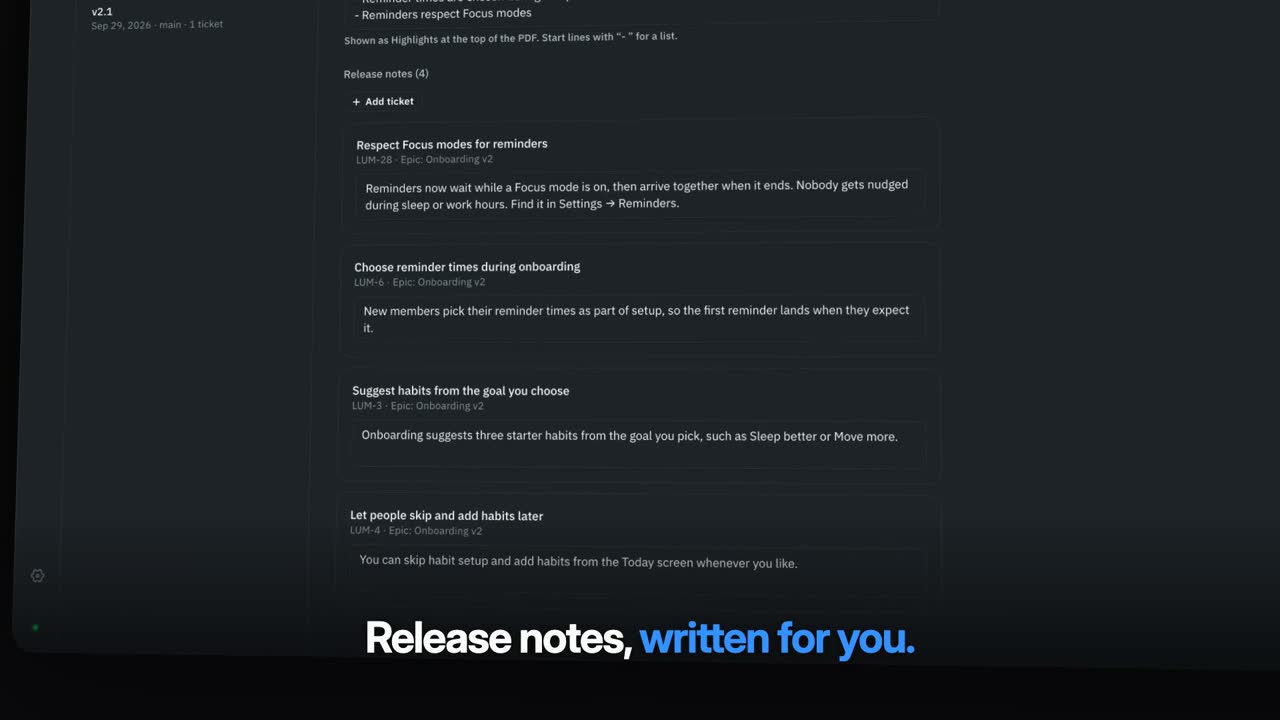 v2.1
Sep 29, 2026 · main · 1 ticket
- Reminders respect Focus modes
Shown as Highlights at the top of the PDF. Start lines with “- ” for a list.
Release notes (4)
+ Add ticket
Respect Focus modes for reminders
LUM-28 · Epic: Onboarding v2
Reminders now wait while a Focus mode is on, then arrive together when it ends. Nobody gets nudged
during sleep or work hours. Find it in Settings → Reminders.
Choose reminder times during onboarding
LUM-6 · Epic: Onboarding v2
New members pick their reminder times as part of setup, so the first reminder lands when they expect
it.
Suggest habits from the goal you choose
LUM-3 · Epic: Onboarding v2
Onboarding suggests three starter habits from the goal you pick, such as Sleep better or Move more.
Let people skip and add habits later
LUM-4 · Epic: Onboarding v2
You can skip habit setup and add habits from the Today screen whenever you like.
Release notes, written for you.